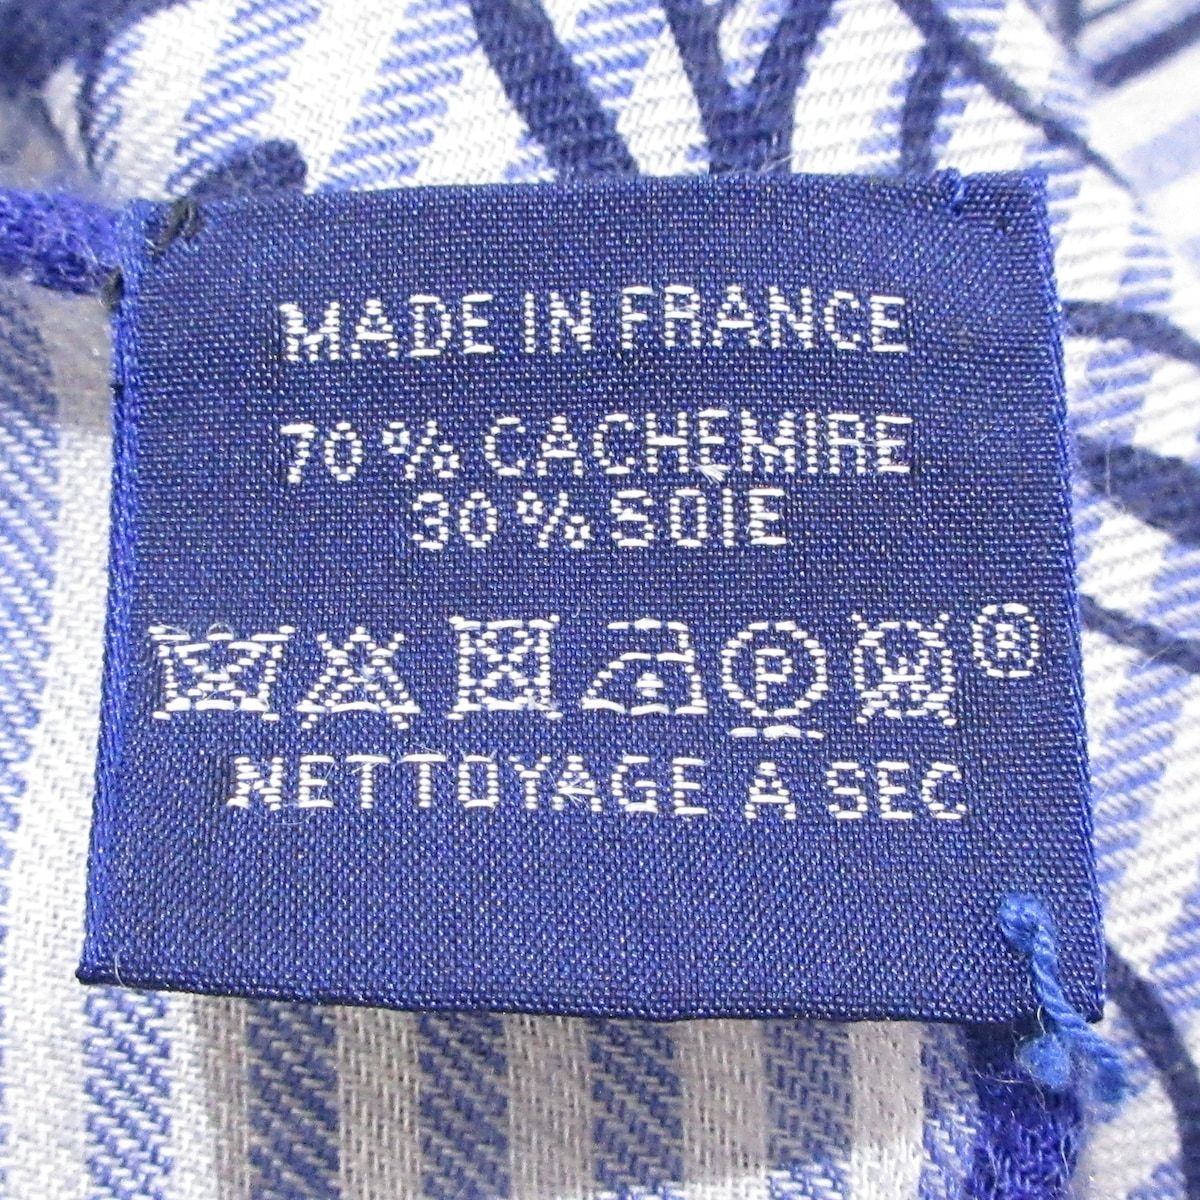 MADE IN FRANCE
70% CACHEMIRE
30% SOIE
P W ®
NETTOYAGE A SEC